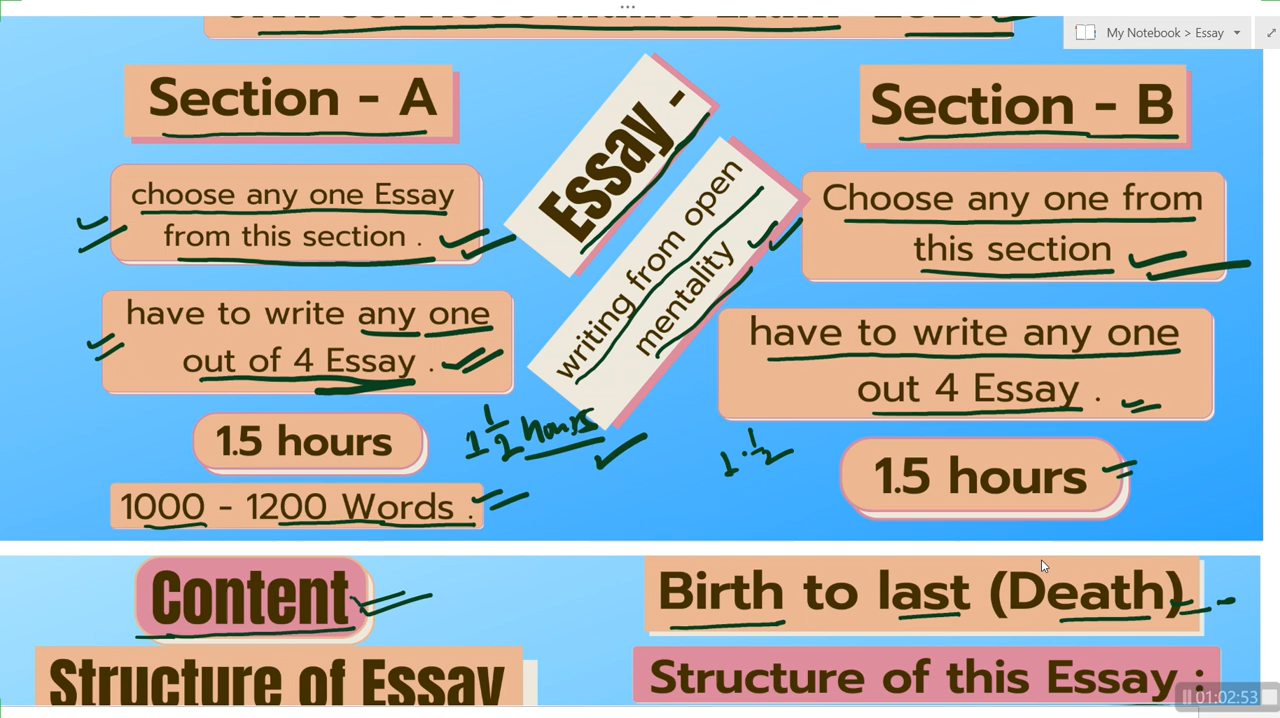 My Notebook > Essay
Section - A
choose any one Essay
from this section .
have to write any one
out of 4 Essay .
1.5 hours
1000 - 1200 Words .
Essay -
writing from open
mentality
1 1/2 hours
Section - B
Choose any one from
this section
have to write any one
out 4 Essay .
1 . 1/2
1.5 hours
Content
Structure of Essay
Birth to last (Death)
Structure of this Essay :
01:02:53